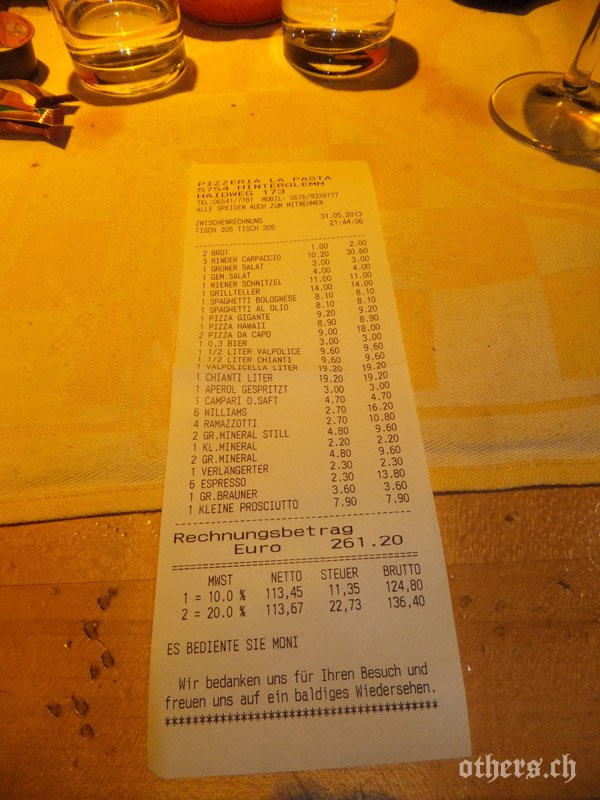 PIZZERIA LA PASTA
5754 HINTERGLEMM
HAIDWEG 173
TEL:06541/7781 MOBIL: 0676/9339777
ALLE SPEISEN AUCH ZUM MITNEHMEN
ZWISCHENRECHNUNG 31.05.2013
TISCH 305 TISCH 305 21:44:06
2 BROT 1.00 2.00
3 RINDER CARPACCIO 10.20 30.60
1 GRÜNER SALAT 3.00 3.00
1 GEM.SALAT 4.00 4.00
1 WIENER SCHNITZEL 11.00 11.00
1 GRILLTELLER 14.00 14.00
1 SPAGHETTI BOLOGNESE 8.10 8.10
1 SPAGHETTI AL OLIO 8.10 8.10
1 PIZZA GIGANTE 9.20 9.20
1 PIZZA HAWAII 8.90 8.90
2 PIZZA DA CAPO 9.00 18.00
1 0,3 BIER 3.00 3.00
1 1/2 LITER VALPOLICE 9.60 9.60
1 1/2 LITER CHIANTI 9.60 9.60
1 VALPOLICELLA LITER 19.20 19.20
1 CHIANTI LITER 19.20 19.20
1 APEROL GESPRITZT 3.00 3.00
1 CAMPARI O.SAFT 4.70 4.70
6 WILLIAMS 2.70 16.20
4 RAMAZZOTTI 2.70 10.80
2 GR.MINERAL STILL 4.80 9.60
1 KL.MINERAL 2.20 2.20
2 GR.MINERAL 4.80 9.60
1 VERLÄNGERTER 2.30 2.30
6 ESPRESSO 2.30 13.80
1 GR.BRAUNER 3.60 3.60
1 KLEINE PROSCIUTTO 7.90 7.90
Rechnungsbetrag
Euro 261.20
MWST NETTO STEUER BRUTTO
1 = 10.0 % 113,45 11,35 124,80
2 = 20.0 % 113,67 22,73 136,40
ES BEDIENTE SIE MONI
Wir bedanken uns für Ihren Besuch und
freuen uns auf ein baldiges Wiedersehen.
****************************************
others.ch